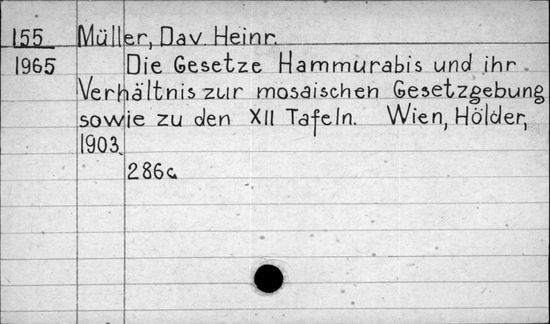 155 Müller, Dav. Heinr.
1965 Die Gesetze Hammurabis und ihr
Verhältnis zur mosaischen Gesetzgebung
sowie zu den XII Tafeln. Wien, Hölder,
1903.
286c